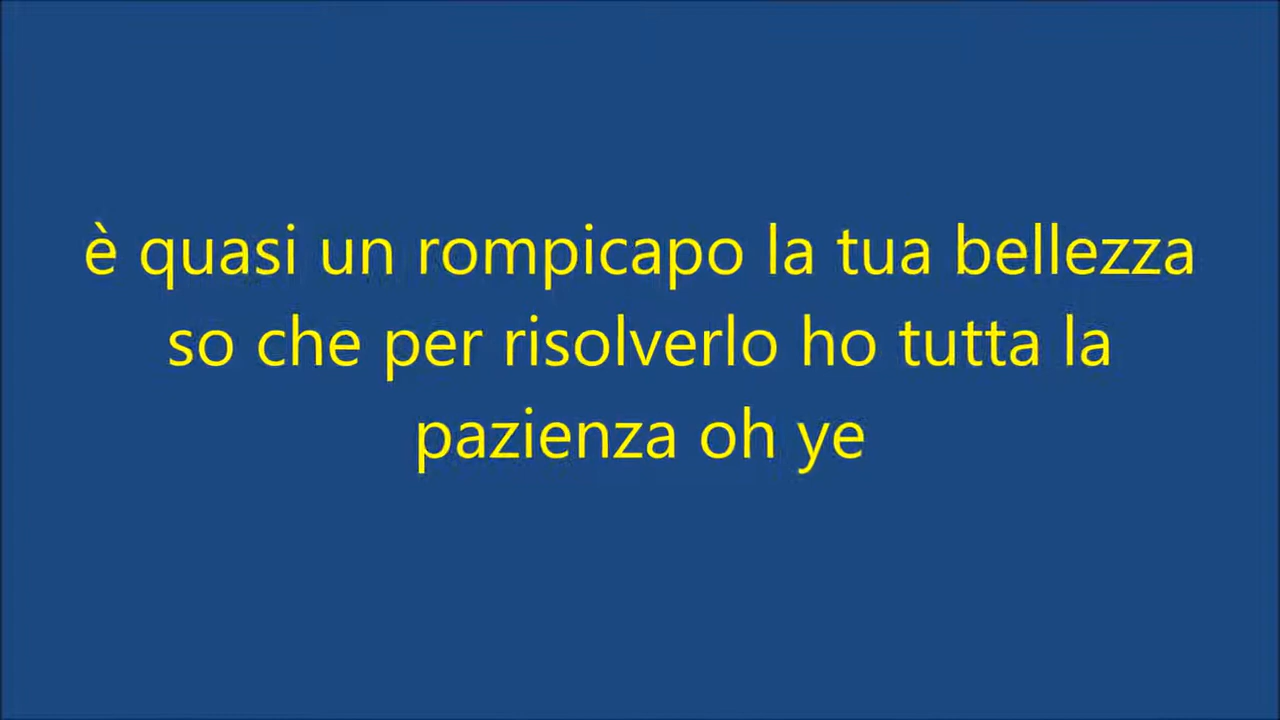 è quasi un rompicapo la tua bellezza
so che per risolverlo ho tutta la
pazienza oh ye